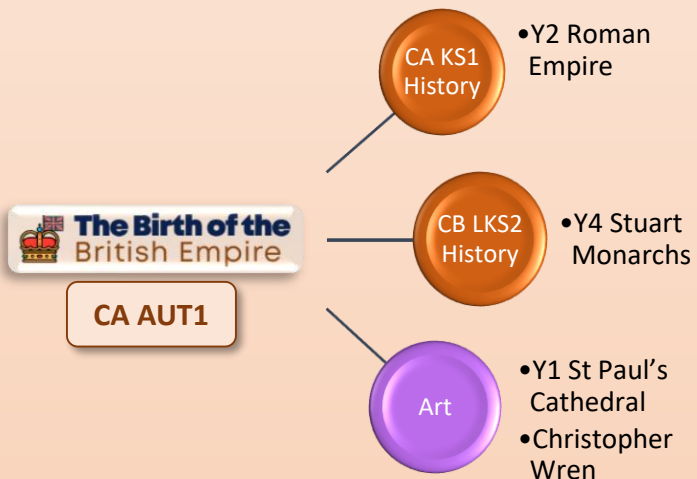 The Birth of the
British Empire
CA AUT1
CA KS1
History
•Y2 Roman
Empire
CB LKS2
History
•Y4 Stuart
Monarchs
Art
•Y1 St Paul’s
Cathedral
•Christopher
Wren